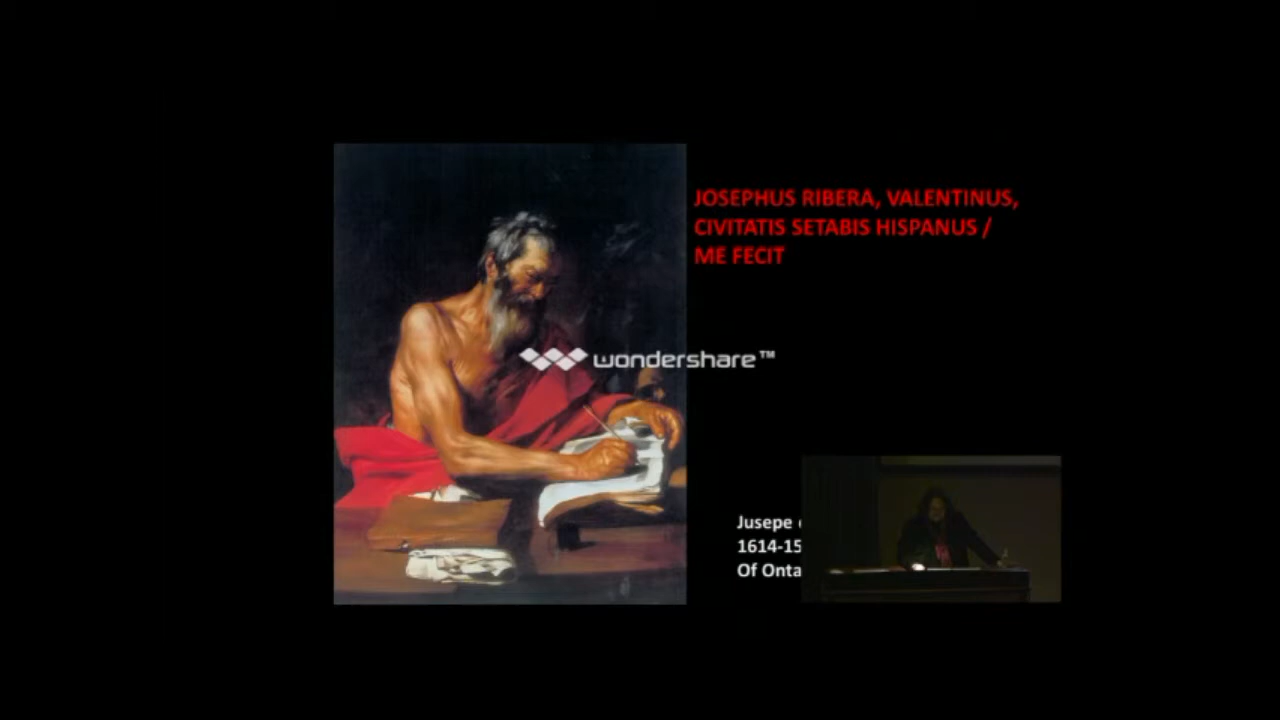 JOSEPHUS RIBERA, VALENTINUS,
CIVITATIS SETABIS HISPANUS /
ME FECIT
wondershare™
Jusepe
1614-15
Of Onta